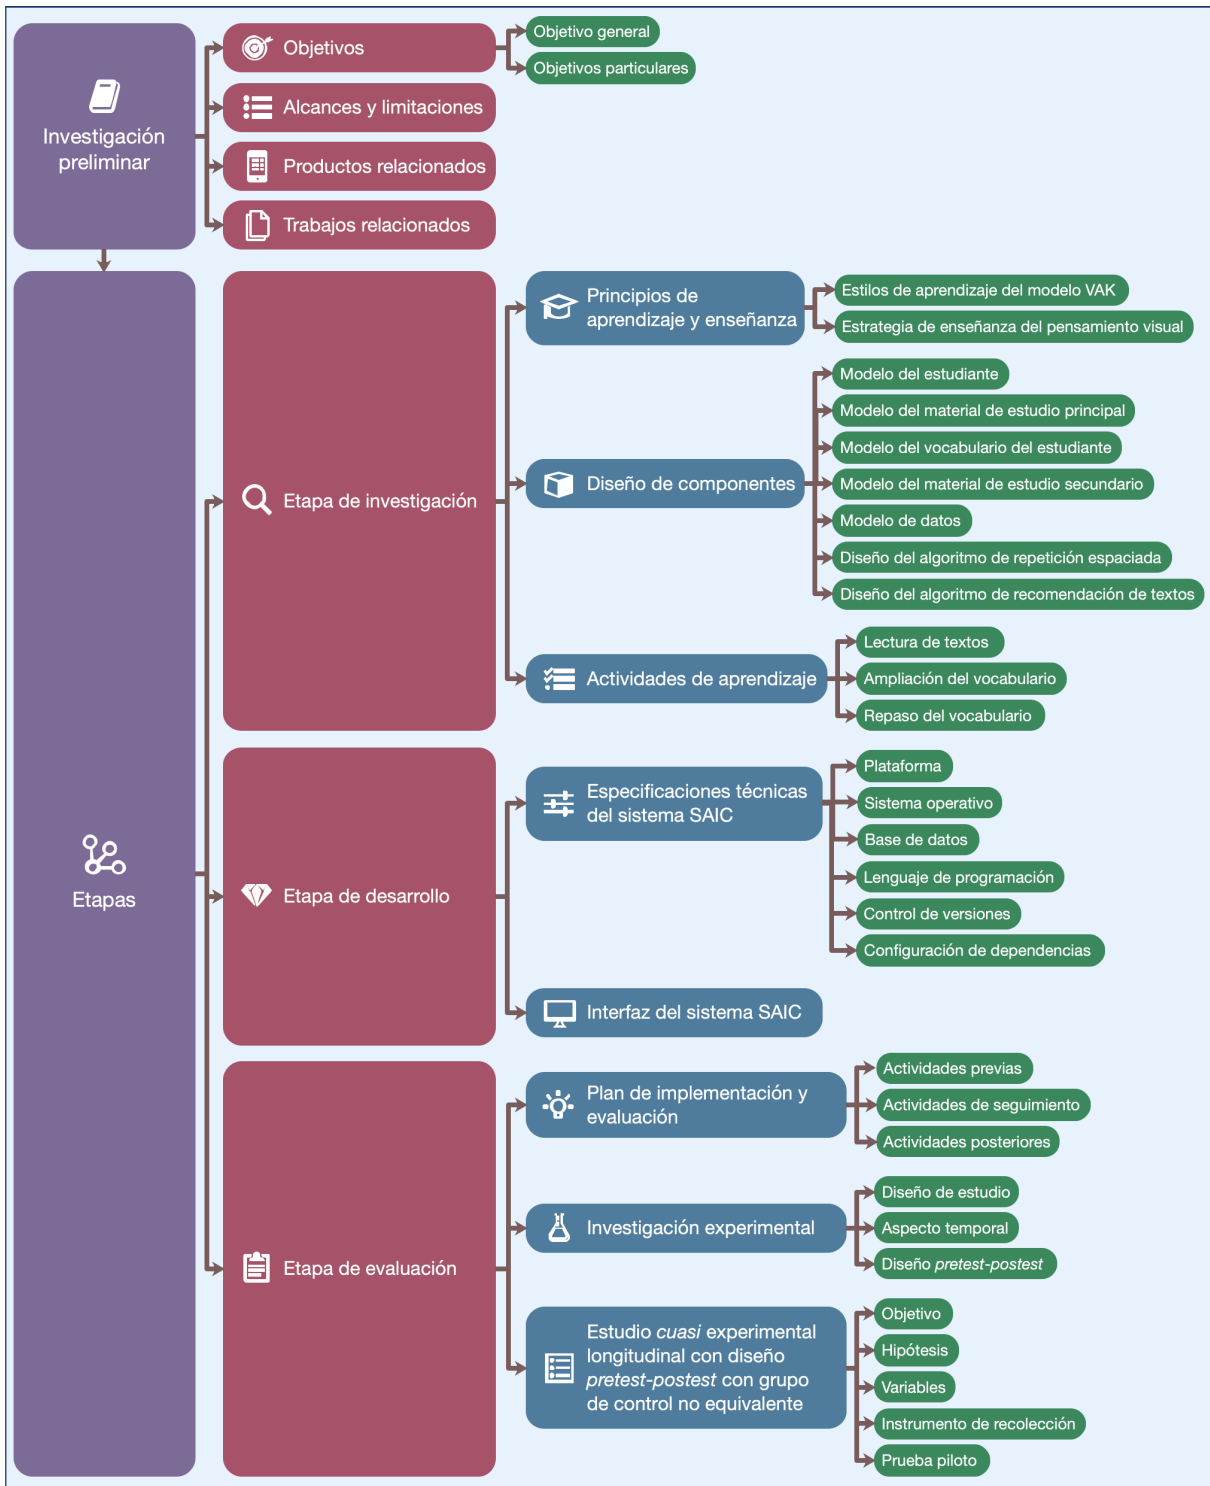 Investigación
preliminar
Objetivos
Objetivo general
Objetivos particulares
Alcances y limitaciones
Productos relacionados
Trabajos relacionados
Etapas
Etapa de investigación
Principios de
aprendizaje y enseñanza
Estilos de aprendizaje del modelo VAK
Estrategia de enseñanza del pensamiento visual
Diseño de componentes
Modelo del estudiante
Modelo del material de estudio principal
Modelo del vocabulario del estudiante
Modelo del material de estudio secundario
Modelo de datos
Diseño del algoritmo de repetición espaciada
Diseño del algoritmo de recomendación de textos
Actividades de aprendizaje
Lectura de textos
Ampliación del vocabulario
Repaso del vocabulario
Etapa de desarrollo
Especificaciones técnicas
del sistema SAIC
Plataforma
Sistema operativo
Base de datos
Lenguaje de programación
Control de versiones
Configuración de dependencias
Interfaz del sistema SAIC
Etapa de evaluación
Plan de implementación y
evaluación
Actividades previas
Actividades de seguimiento
Actividades posteriores
Investigación experimental
Diseño de estudio
Aspecto temporal
Diseño pretest-postest
Estudio cuasi experimental
longitudinal con diseño
pretest-postest con grupo
de control no equivalente
Objetivo
Hipótesis
Variables
Instrumento de recolección
Prueba piloto